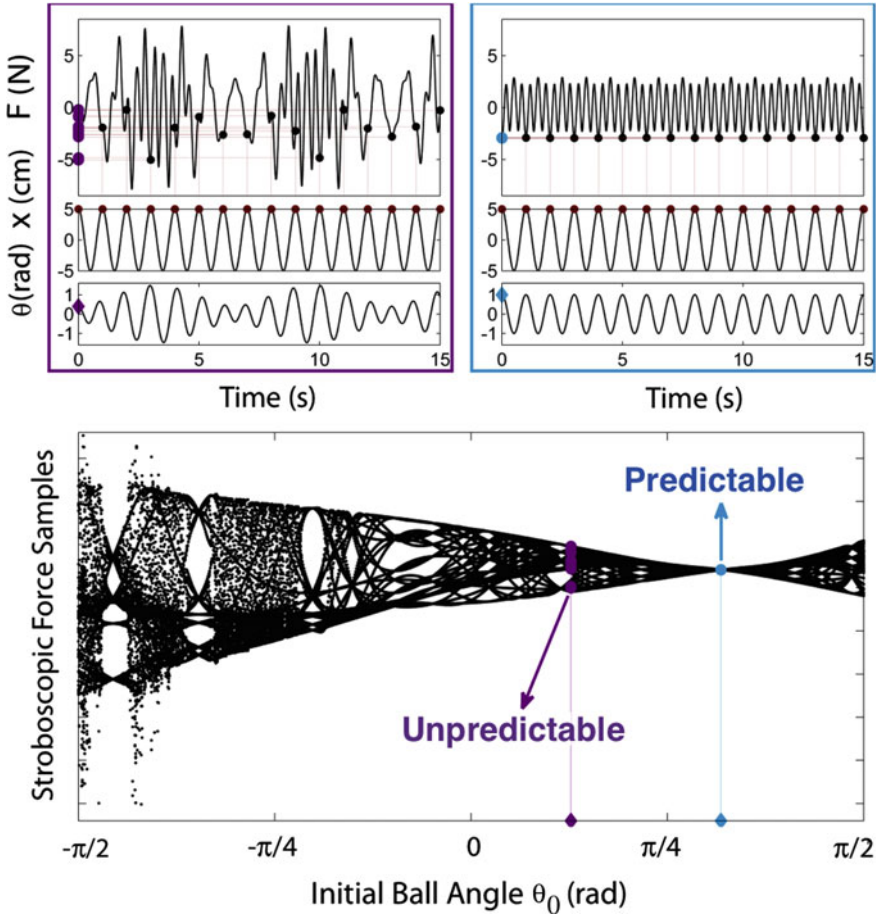 F (N)
5
0
-5
x (cm)
5
0
-5
θ(rad)
1
0
-1
0
5
10
15
Time (s)
5
0
-5
5
0
-5
1
0
-1
0
5
10
15
Time (s)
Stroboscopic Force Samples
Predictable
Unpredictable
-π/2
-π/4
0
π/4
π/2
Initial Ball Angle θ0 (rad)